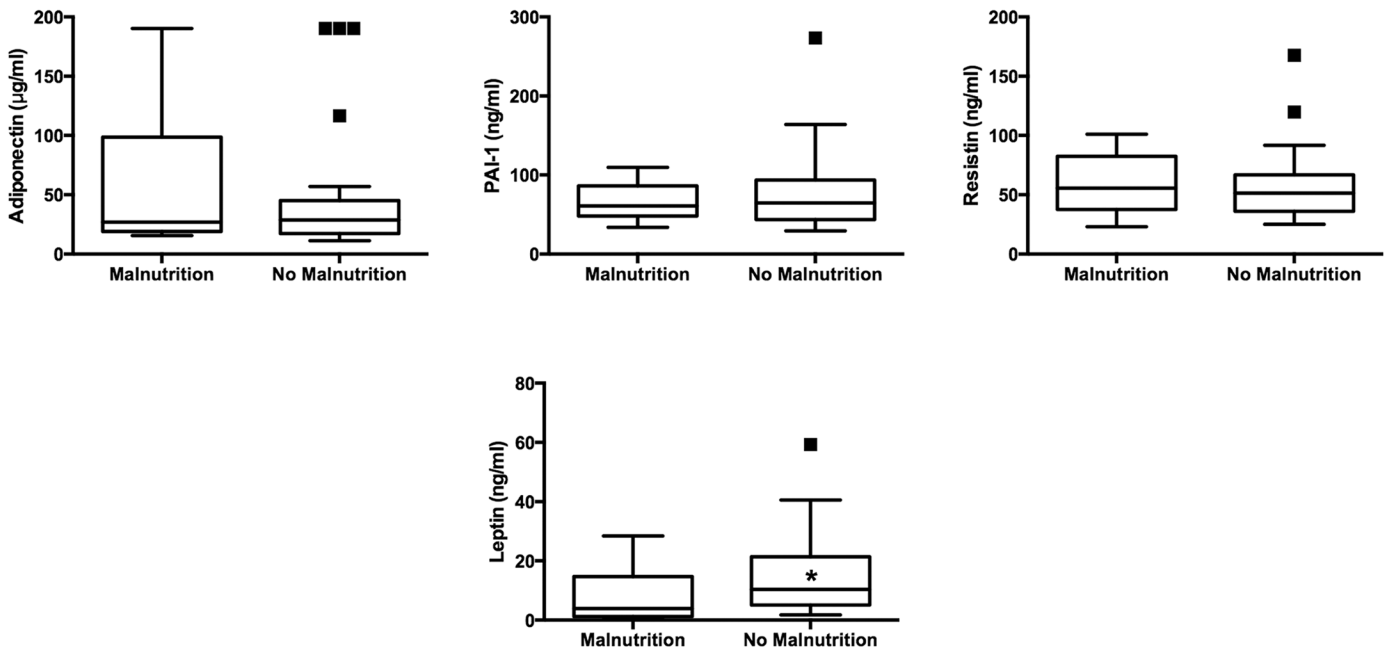 Adiponectin (µg/ml)
200
150
100
50
0
Malnutrition
No Malnutrition
PAI-1 (ng/ml)
300
200
100
0
Malnutrition
No Malnutrition
Resistin (ng/ml)
200
150
100
50
0
Malnutrition
No Malnutrition
Leptin (ng/ml)
80
60
40
20
0
*
Malnutrition
No Malnutrition